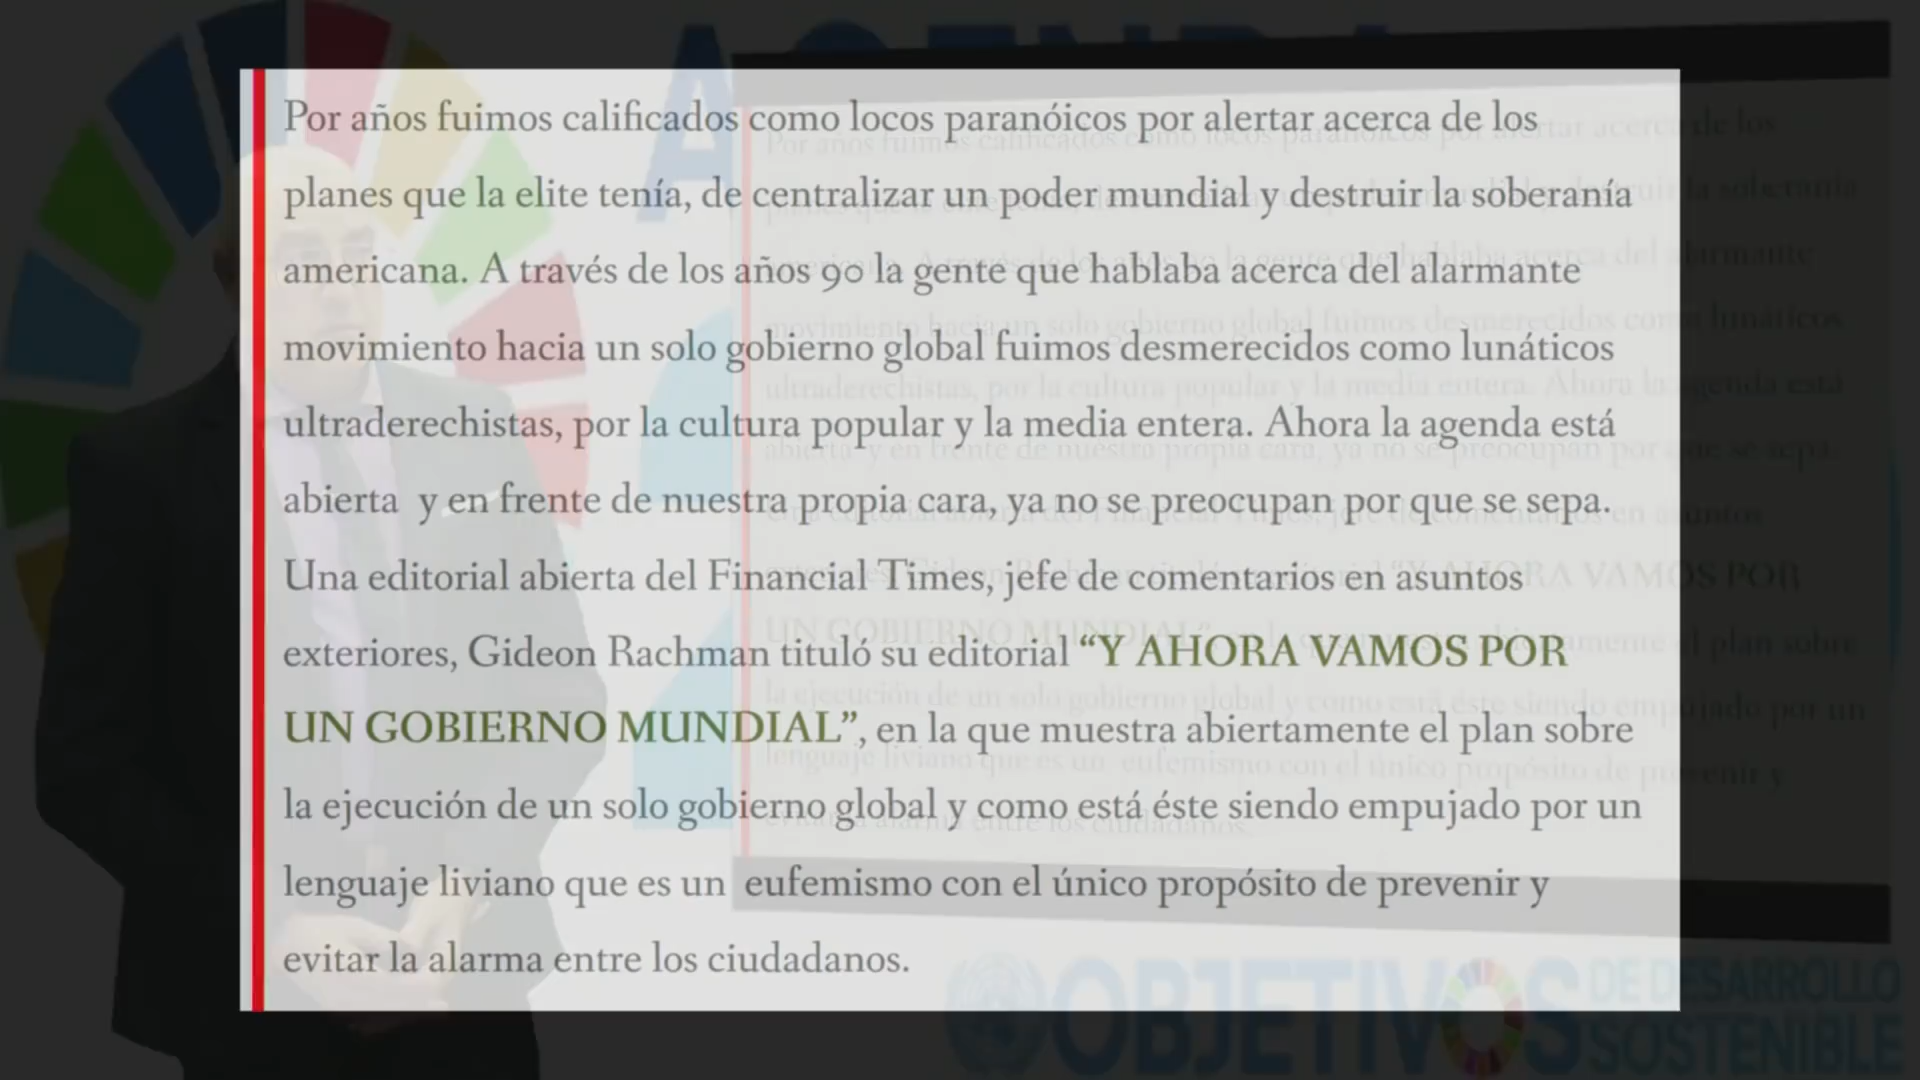 AGENDA
Por años fuimos calificados como locos paranóicos por alertar acerca de los
planes que la elite tenía, de centralizar un poder mundial y destruir la soberanía
americana. A través de los años 90 la gente que hablaba acerca del alarmante
movimiento hacia un solo gobierno global fuimos desmerecidos como lunáticos
ultraderechistas, por la cultura popular y la media entera. Ahora la agenda está
abierta y en frente de nuestra propia cara, ya no se preocupan por que se sepa.
Una editorial abierta del Financial Times, jefe de comentarios en asuntos
exteriores, Gideon Rachman tituló su editorial “Y AHORA VAMOS POR
UN GOBIERNO MUNDIAL”, en la que muestra abiertamente el plan sobre
la ejecución de un solo gobierno global y como está éste siendo empujado por un
lenguaje liviano que es un eufemismo con el único propósito de prevenir y
evitar la alarma entre los ciudadanos.
OBJETIVOS DE DESARROLLO
SOSTENIBLE